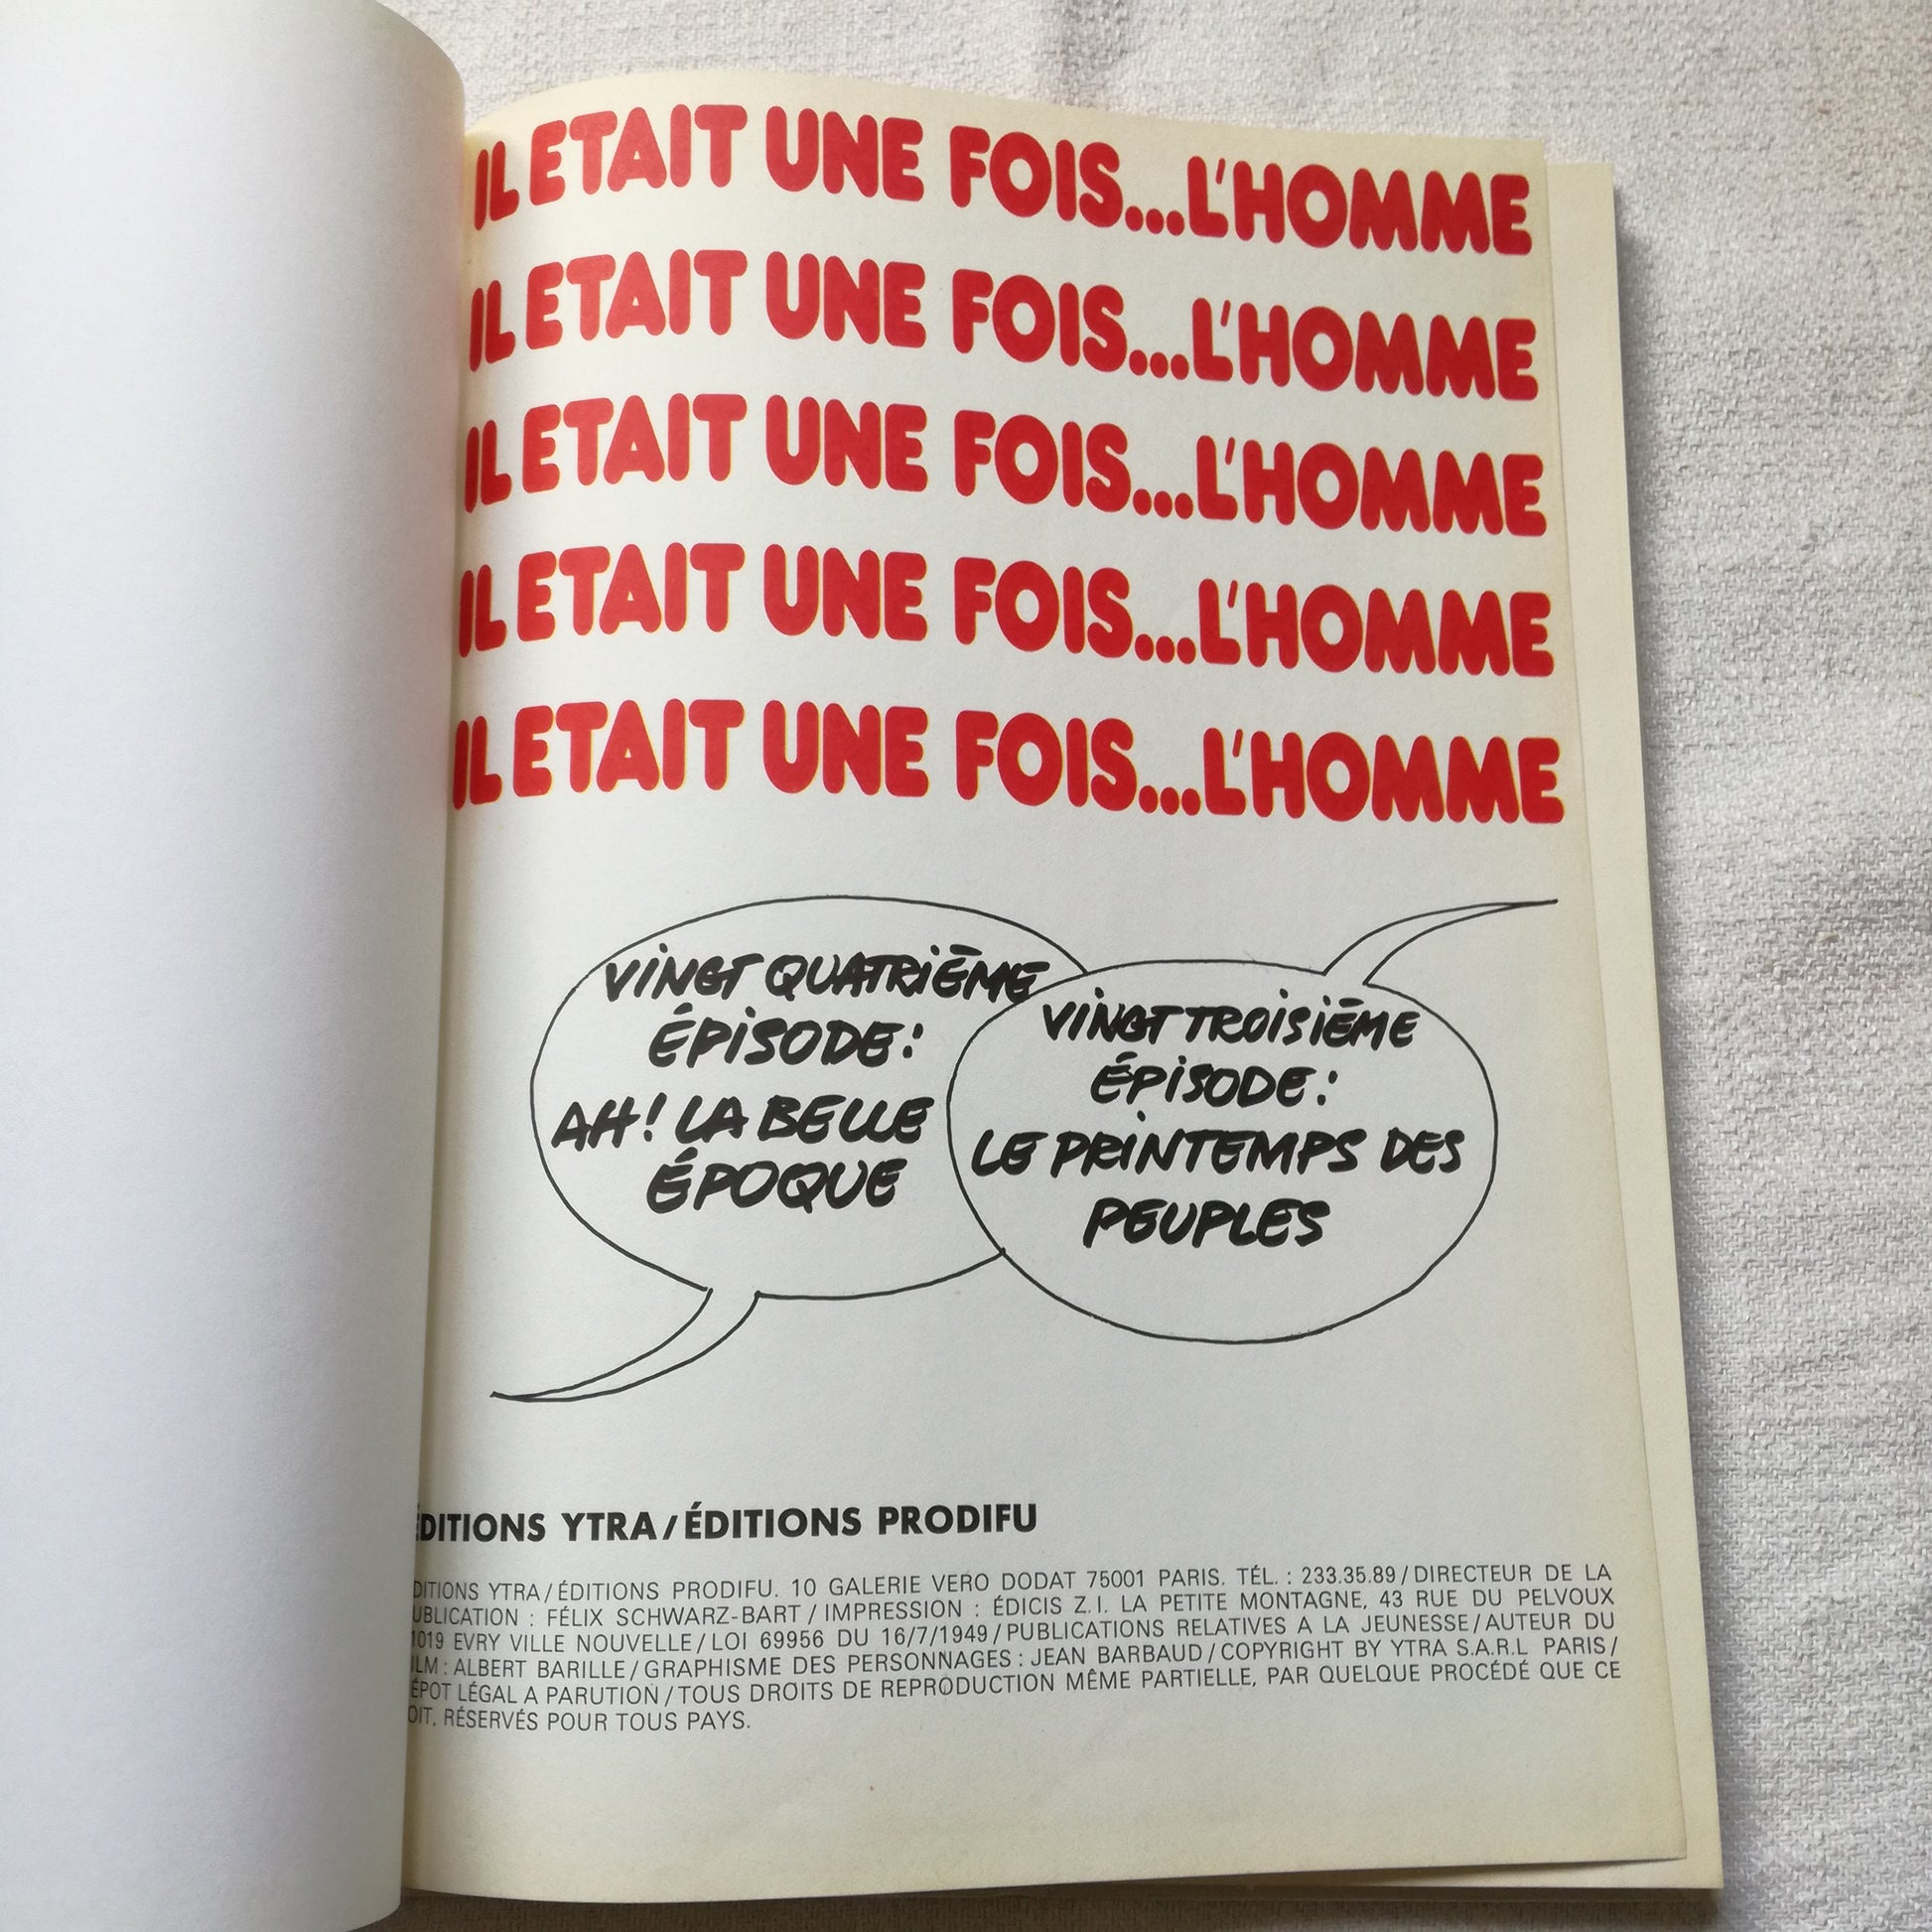 IL ETAIT UNE FOIS...L'HOMME
IL ETAIT UNE FOIS...L'HOMME
IL ETAIT UNE FOIS...L'HOMME
IL ETAIT UNE FOIS...L'HOMME
IL ETAIT UNE FOIS...L'HOMME
VINGT QUATRIÈME
ÉPISODE:
AH! LA BELLE
ÉPOQUE
VINGT TROISIÈME
ÉPISODE:
LE PRINTEMPS DES
PEUPLES
ÉDITIONS YTRA/ÉDITIONS PRODIFU
DITIONS YTRA/ÉDITIONS PRODIFU. 10 GALERIE VERO DODAT 75001 PARIS. TÉL. : 233.35.89/DIRECTEUR DE LA
UBLICATION : FÉLIX SCHWARZ-BART/IMPRESSION : ÉDICIS Z.I. LA PETITE MONTAGNE, 43 RUE DU PELVOUX
1019 EVRY VILLE NOUVELLE/LOI 69956 DU 16/7/1949/PUBLICATIONS RELATIVES A LA JEUNESSE/AUTEUR DU
ILM : ALBERT BARILLE/GRAPHISME DES PERSONNAGES : JEAN BARBAUD/COPYRIGHT BY YTRA S.A.R.L PARIS/
ÉPOT LÉGAL A PARUTION/TOUS DROITS DE REPRODUCTION MÊME PARTIELLE, PAR QUELQUE PROCÉDÉ QUE CE
OIT, RÉSERVÉS POUR TOUS PAYS.